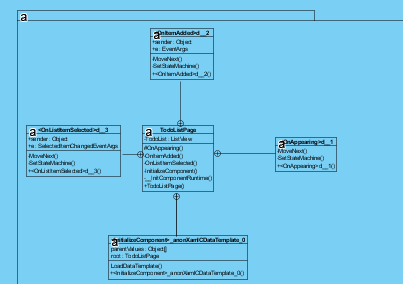 a
<OnItemAdded>d__2
+sender : Object
+e : EventArgs
-MoveNext()
-SetStateMachine()
+<OnItemAdded>d__2()
<OnListItemSelected>d__3
+sender : Object
+e : SelectedItemChangedEventArgs
-MoveNext()
-SetStateMachine()
+<OnListItemSelected>d__3()
TodoListPage
-TodoList : ListView
#OnAppearing()
-OnItemAdded()
-OnListItemSelected()
-InitializeComponent()
-__InitComponentRuntime()
+TodoListPage()
<OnAppearing>d__1
-MoveNext()
-SetStateMachine()
+<OnAppearing>d__1()
<InitializeComponent>_anonXamlCDataTemplate_0
parentValues : Object[]
root : TodoListPage
LoadDataTemplate()
+<InitializeComponent>_anonXamlCDataTemplate_0()